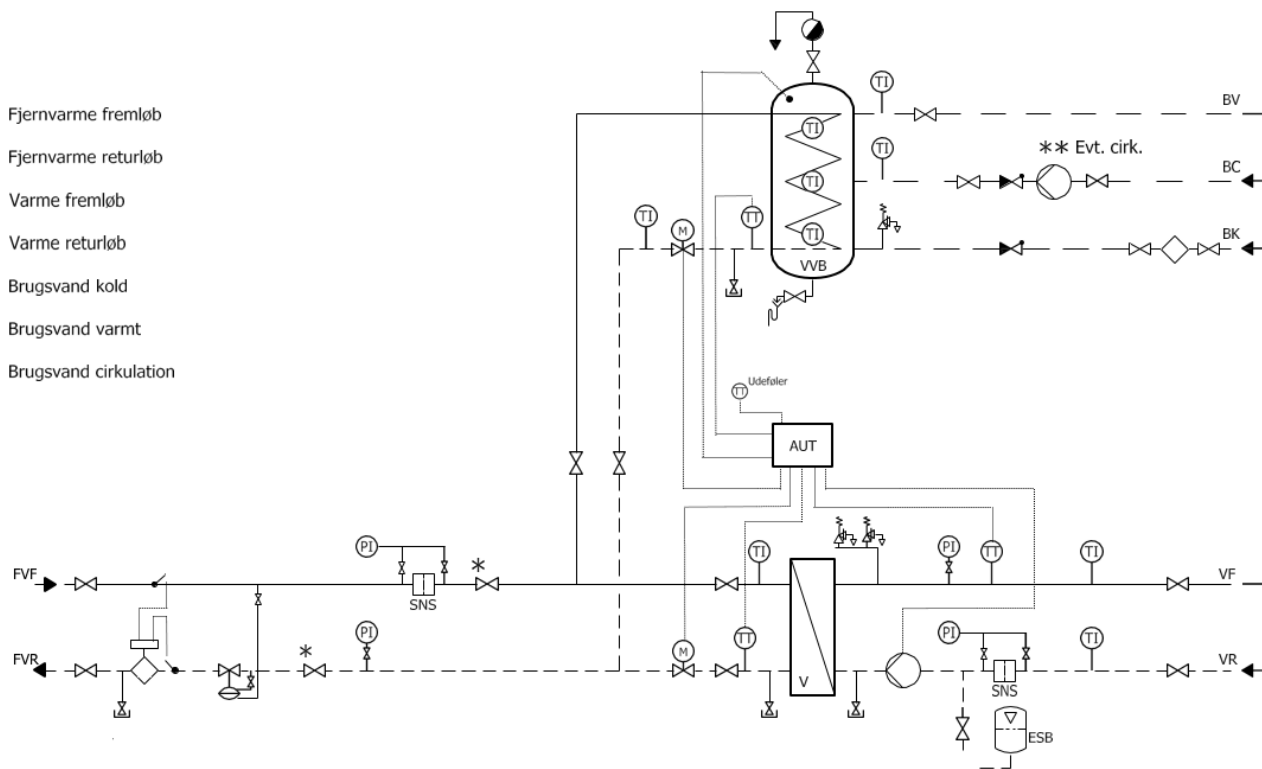 Fjernvarme fremløb
Fjernvarme returløb
Varme fremløb
Varme returløb
Brugsvand kold
Brugsvand varmt
Brugsvand cirkulation
TI
BV
TI
TI
** Evt. cirk.
BC
TI
TI
M
TT
TI
BK
VVB
TT Udeføler
AUT
PI
*
TI
PI
TT
TI
FVF
SNS
VF
*
PI
M
TT
PI
TI
FVR
V
SNS
VR
ESB